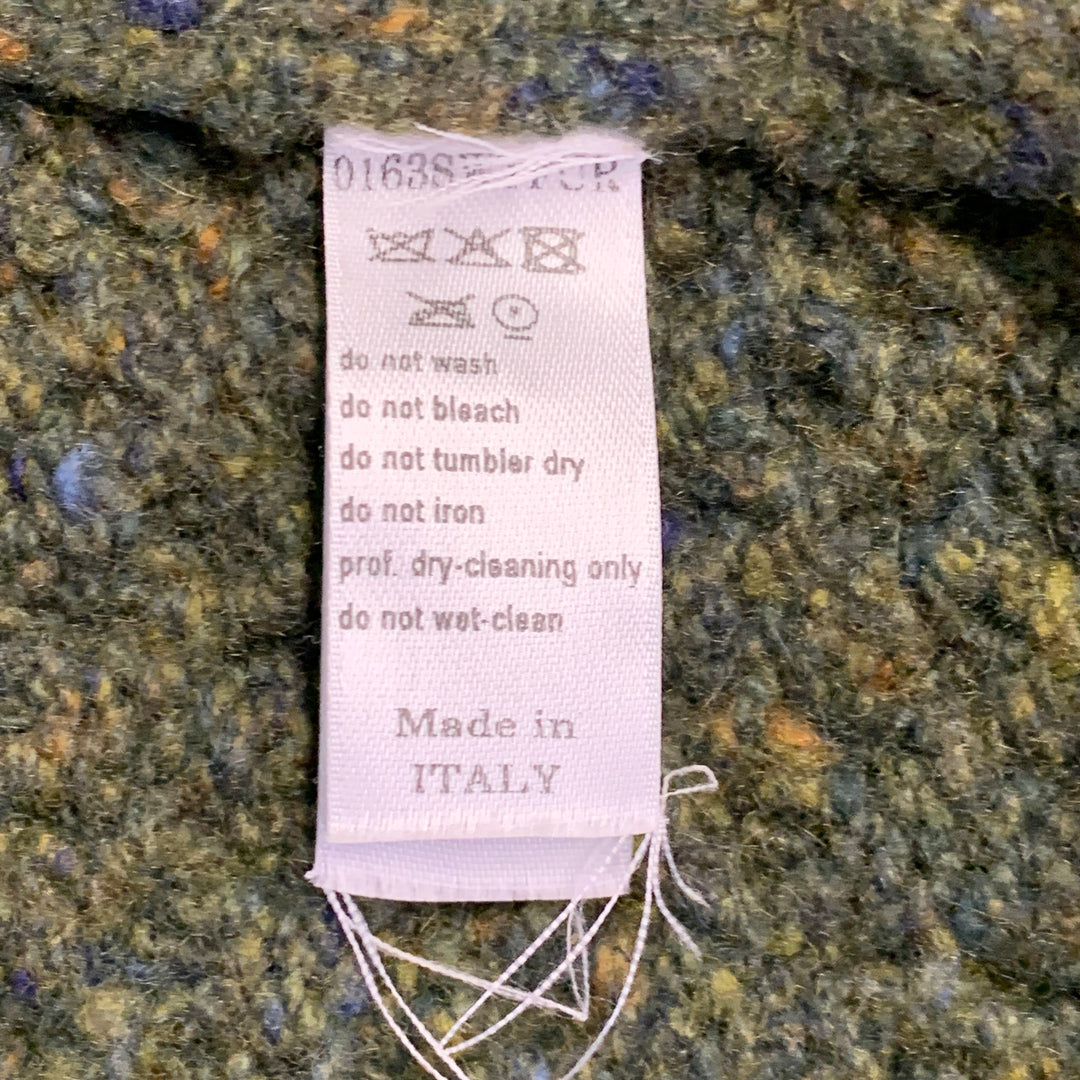 do not wash
do not bleach
do not tumbler dry
do not iron
prof. dry-cleaning only
do not wet-clean
Made in
ITALY